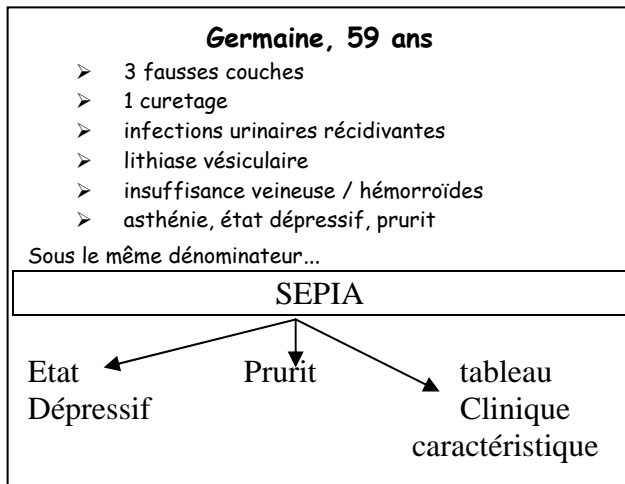 Germaine, 59 ans
➢ 3 fausses couches
➢ 1 curetage
➢ infections urinaires récidivantes
➢ lithiase vésiculaire
➢ insuffisance veineuse / hémorroïdes
➢ asthénie, état dépressif, prurit
Sous le même dénominateur...
SEPIA
Etat Prurit tableau
Dépressif Clinique
caractéristique